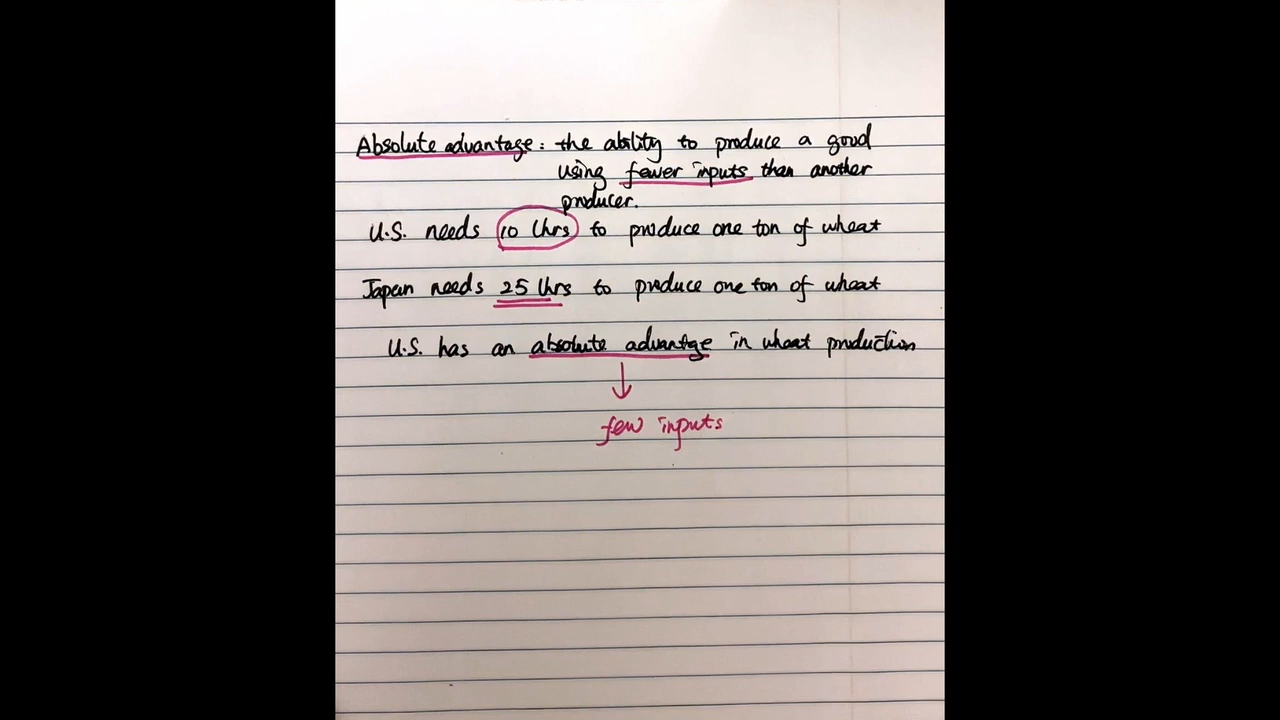 Absolute advantage: the ability to produce a good
using fewer inputs than another
producer.
U.S. needs 10 hrs to produce one ton of wheat
Japan needs 25 hrs to produce one ton of wheat
U.S. has an absolute advantage in wheat production
few inputs